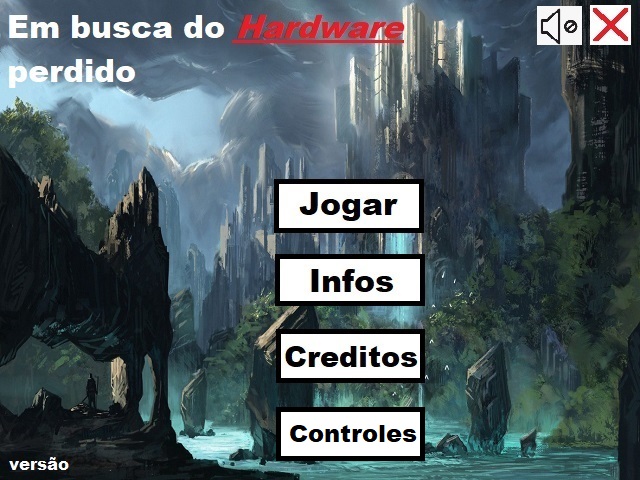 Em busca do Hardware
perdido
Jogar
Infos
Creditos
Controles
versão